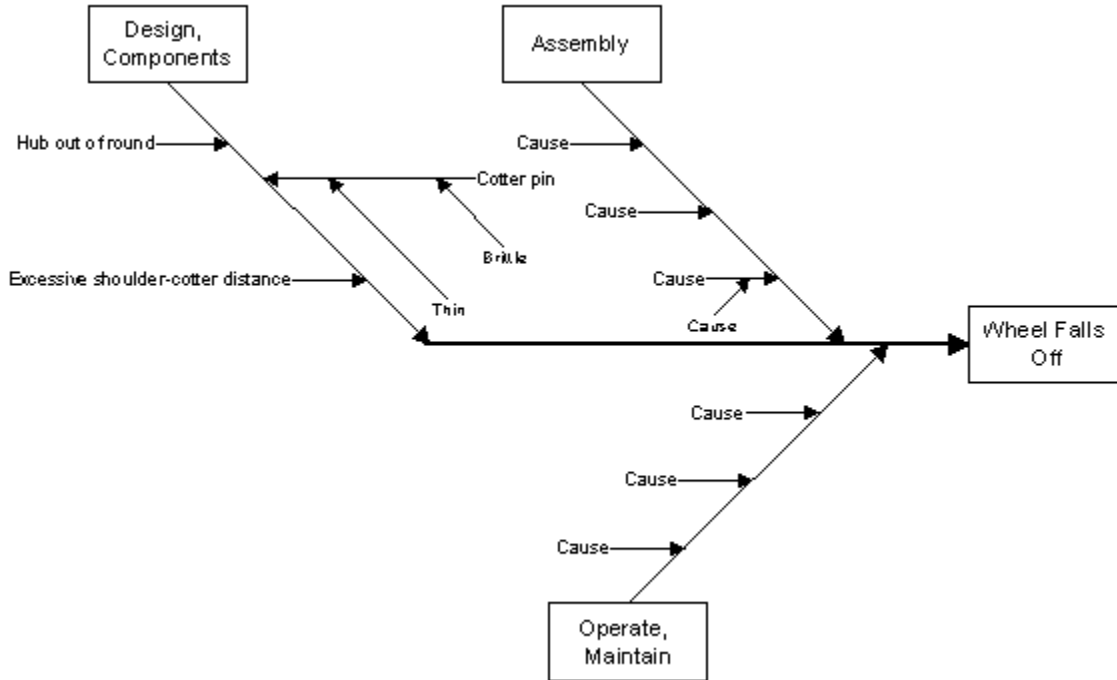 Design,
Components
Assembly
Hub out of round
Cause
Cotter pin
Cause
Brittle
Excessive shoulder-cotter distance
Cause
Thin
Cause
Wheel Falls
Off
Cause
Cause
Cause
Operate,
Maintain